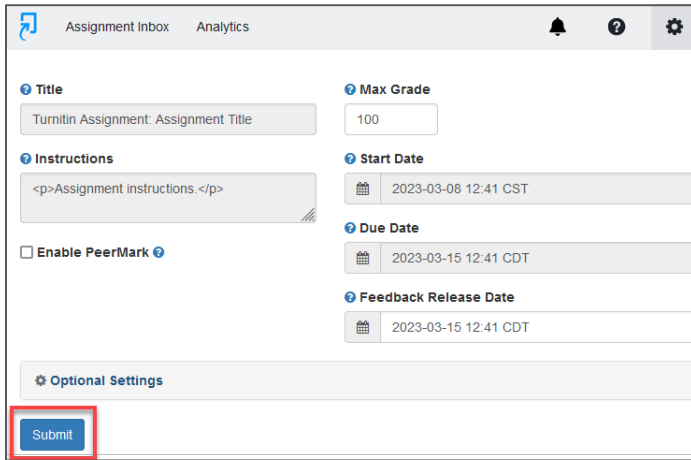 Assignment Inbox Analytics
Title
Turnitin Assignment: Assignment Title
Instructions
<p>Assignment instructions.</p>
Enable PeerMark
Max Grade
100
Start Date
2023-03-08 12:41 CST
Due Date
2023-03-15 12:41 CDT
Feedback Release Date
2023-03-15 12:41 CDT
Optional Settings
Submit